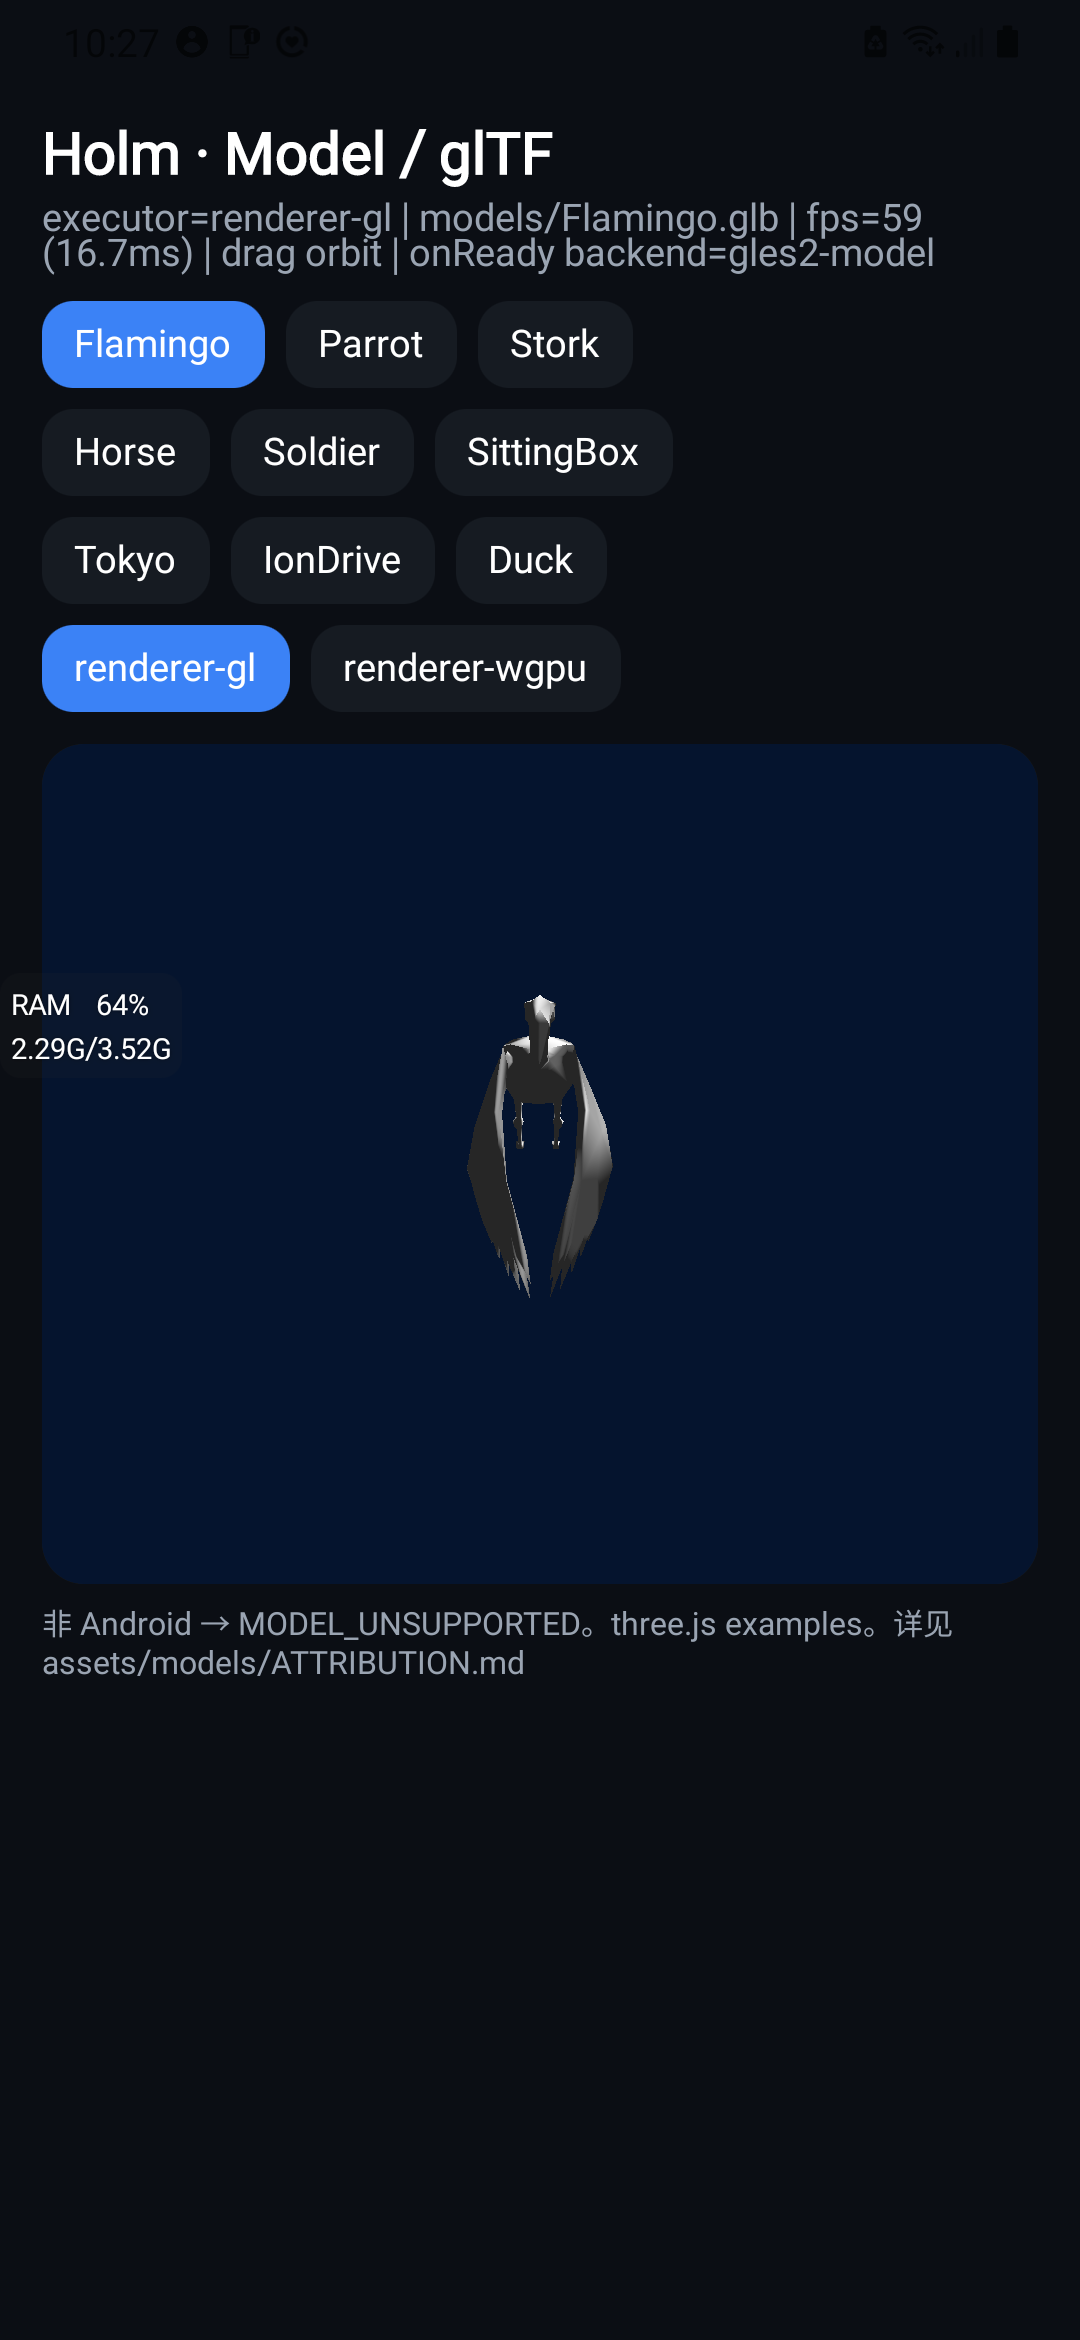 10:27
Holm · Model / glTF
executor=renderer-gl | models/Flamingo.glb | fps=59
(16.7ms) | drag orbit | onReady backend=gles2-model
Flamingo Parrot Stork
Horse Soldier SittingBox
Tokyo IonDrive Duck
renderer-gl renderer-wgpu
RAM 64%
2.29G/3.52G
非 Android → MODEL_UNSUPPORTED。three.js examples。详见
assets/models/ATTRIBUTION.md